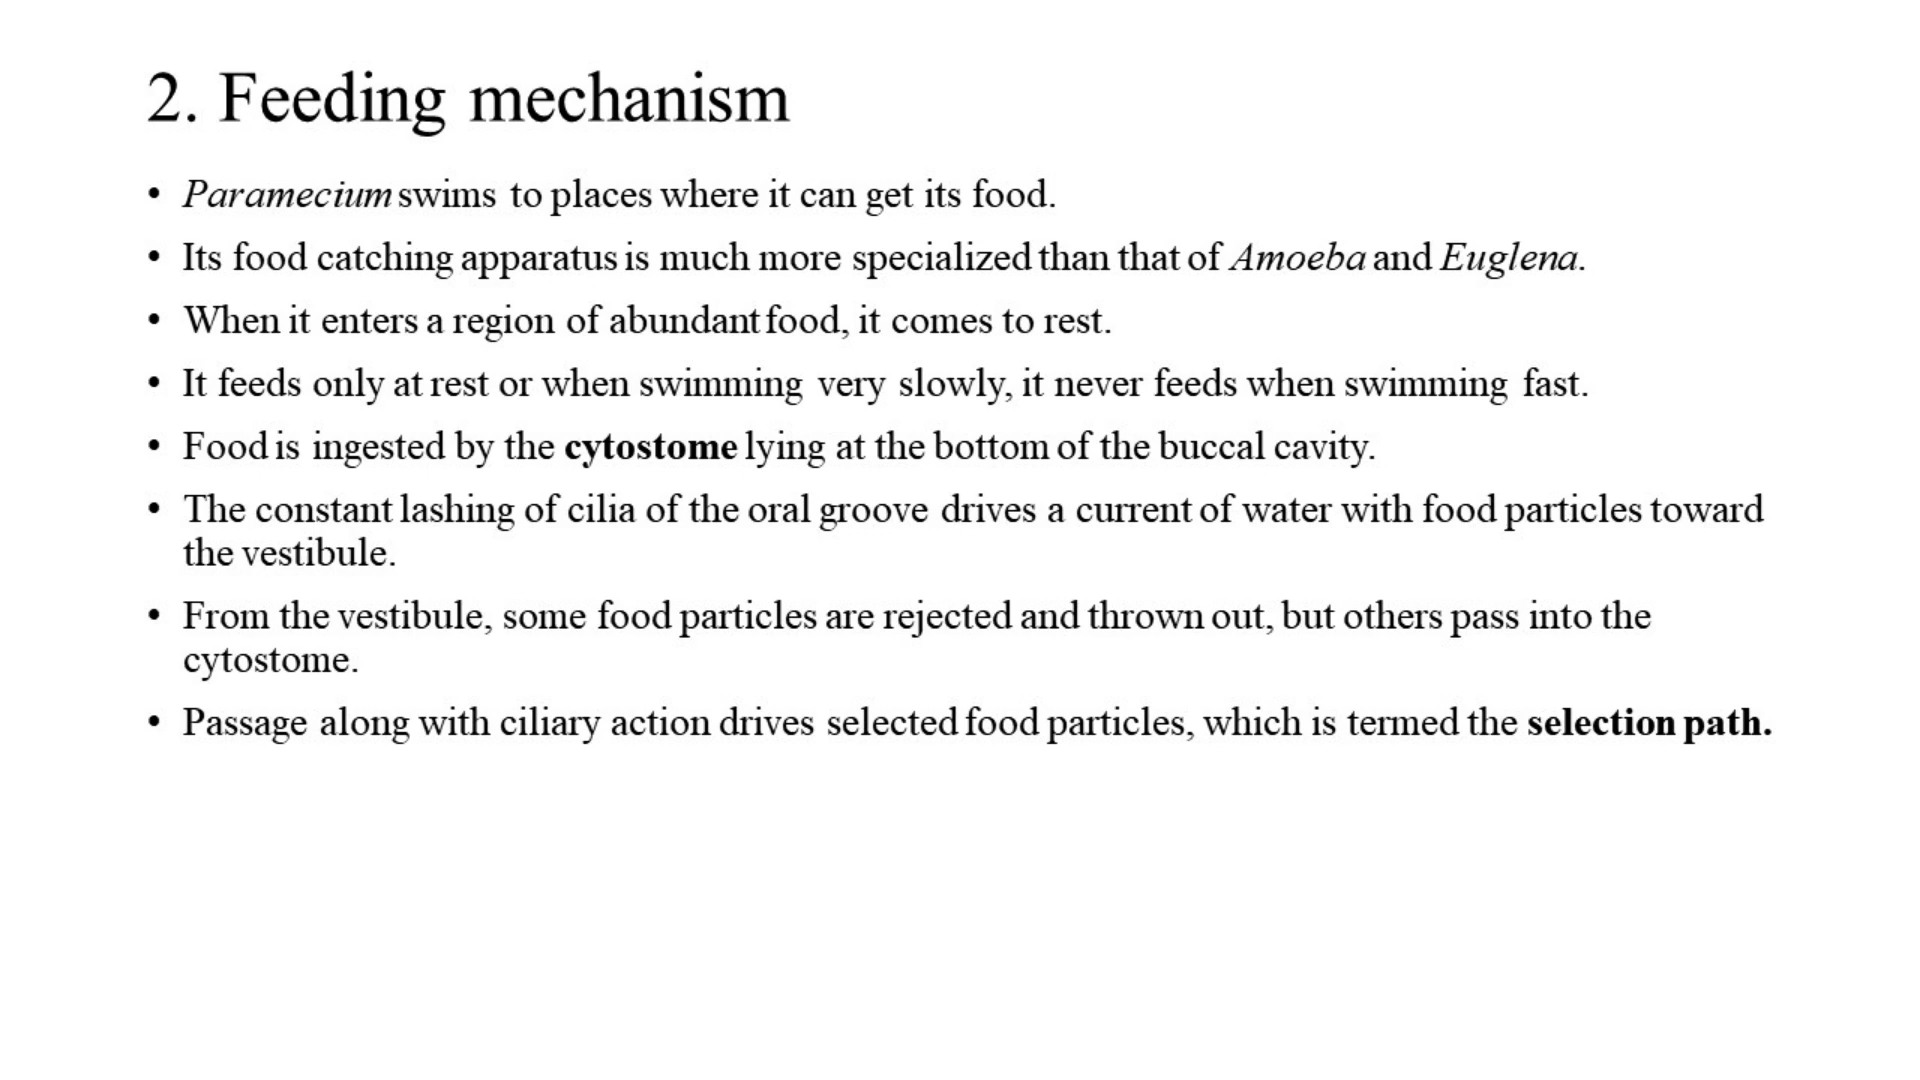 2. Feeding mechanism
• Paramecium swims to places where it can get its food.
• Its food catching apparatus is much more specialized than that of Amoeba and Euglena.
• When it enters a region of abundant food, it comes to rest.
• It feeds only at rest or when swimming very slowly, it never feeds when swimming fast.
• Food is ingested by the cytostome lying at the bottom of the buccal cavity.
• The constant lashing of cilia of the oral groove drives a current of water with food particles toward
the vestibule.
• From the vestibule, some food particles are rejected and thrown out, but others pass into the
cytostome.
• Passage along with ciliary action drives selected food particles, which is termed the selection path.